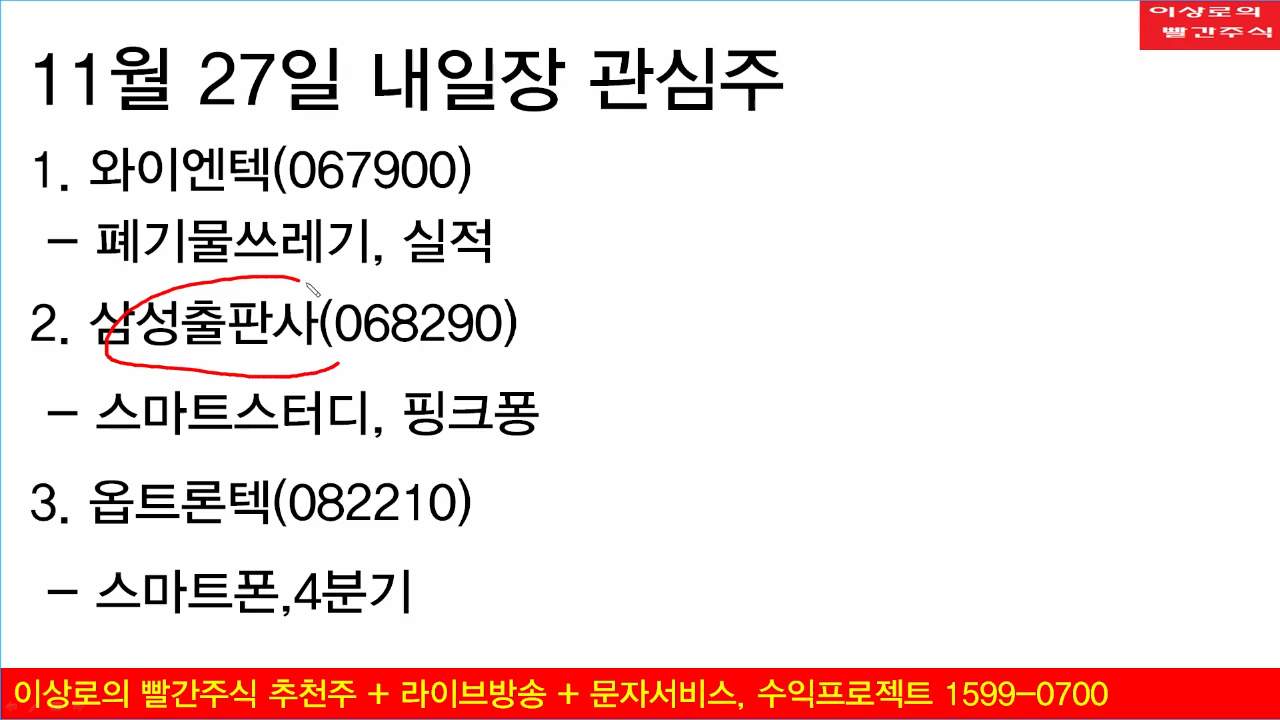 이상로의
빨간주식
11월 27일 내일장 관심주
1. 와이엔텍(067900)
- 폐기물쓰레기, 실적
2. 삼성출판사(068290)
- 스마트스터디, 핑크퐁
3. 옵트론텍(082210)
- 스마트폰,4분기
이상로의 빨간주식 추천주 + 라이브방송 + 문자서비스, 수익프로젝트 1599-0700